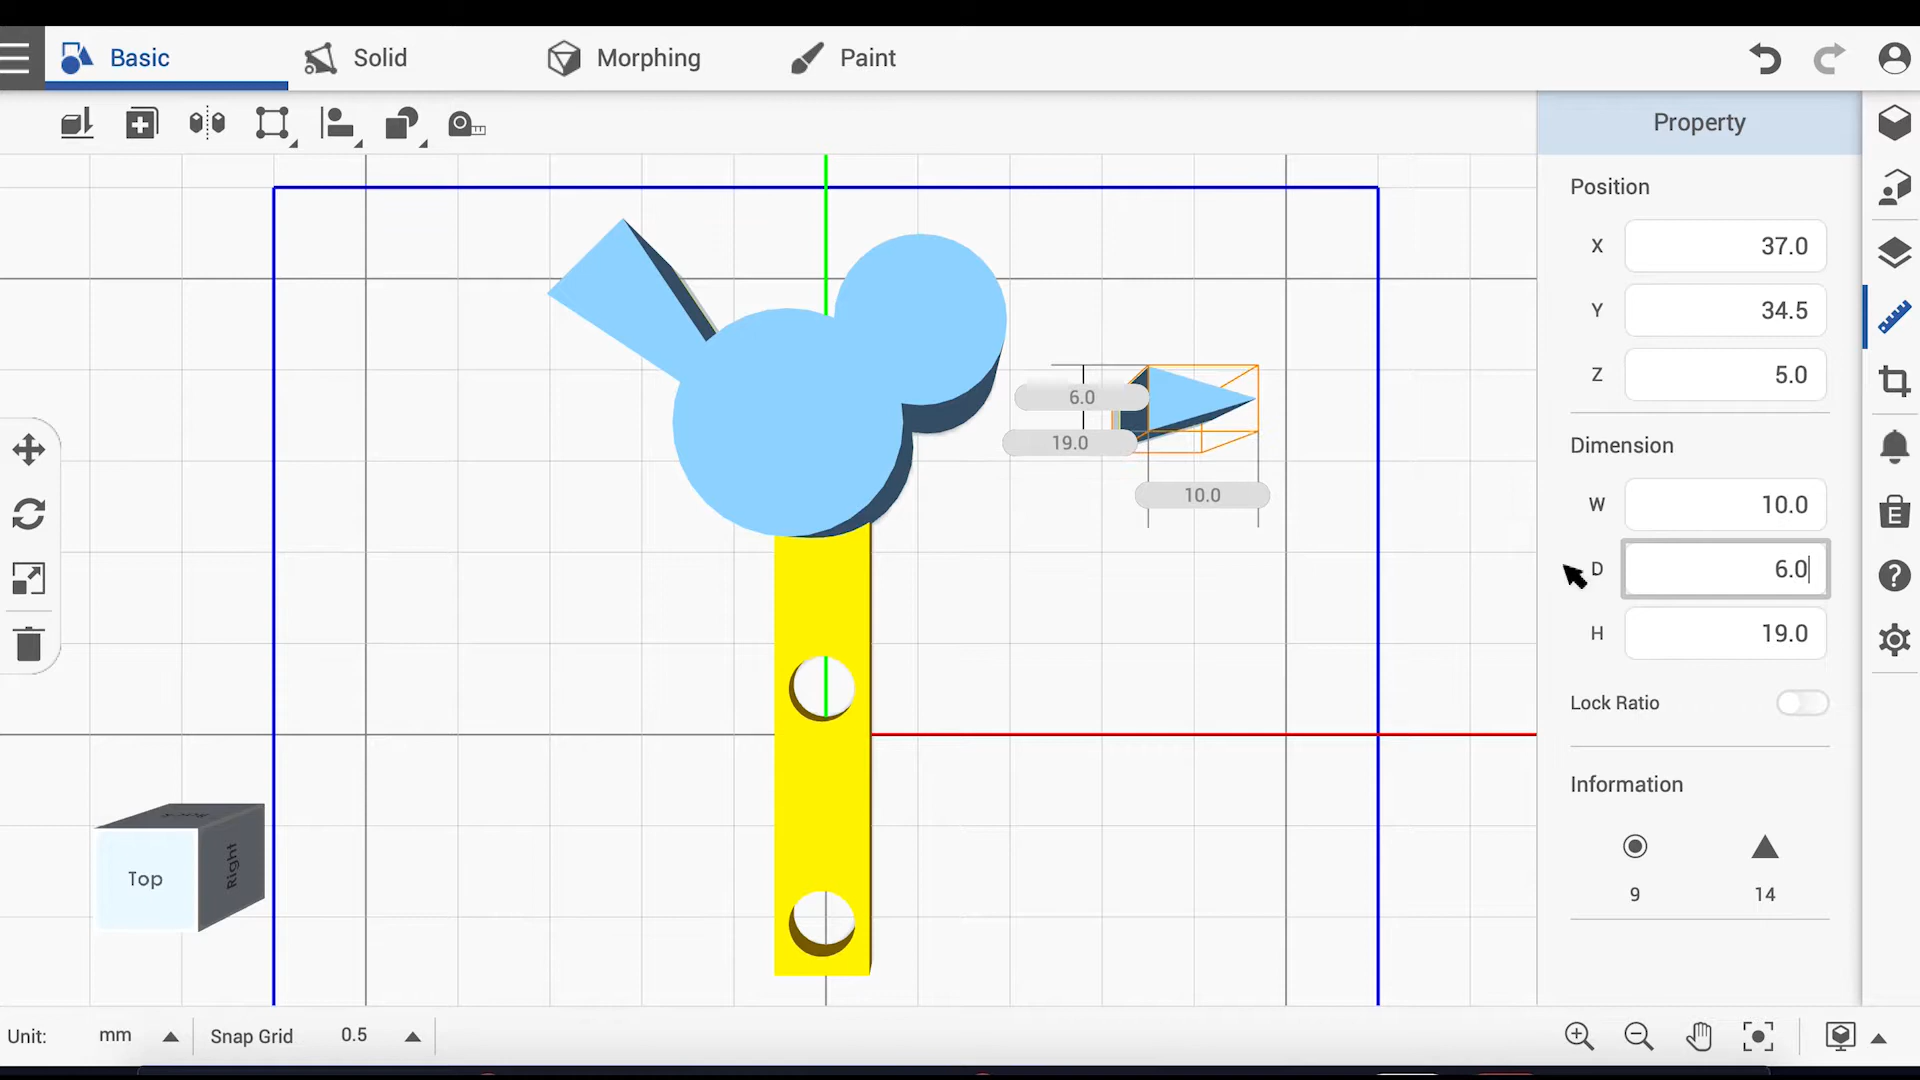 Basic Solid Morphing Paint
Property
Position
X 37.0
Y 34.5
Z 5.0
Dimension
W 10.0
D 6.0
H 19.0
Lock Ratio
Information
9 14
6.0
19.0
10.0
Back
Top Right
E
?
Unit: mm Snap Grid 0.5